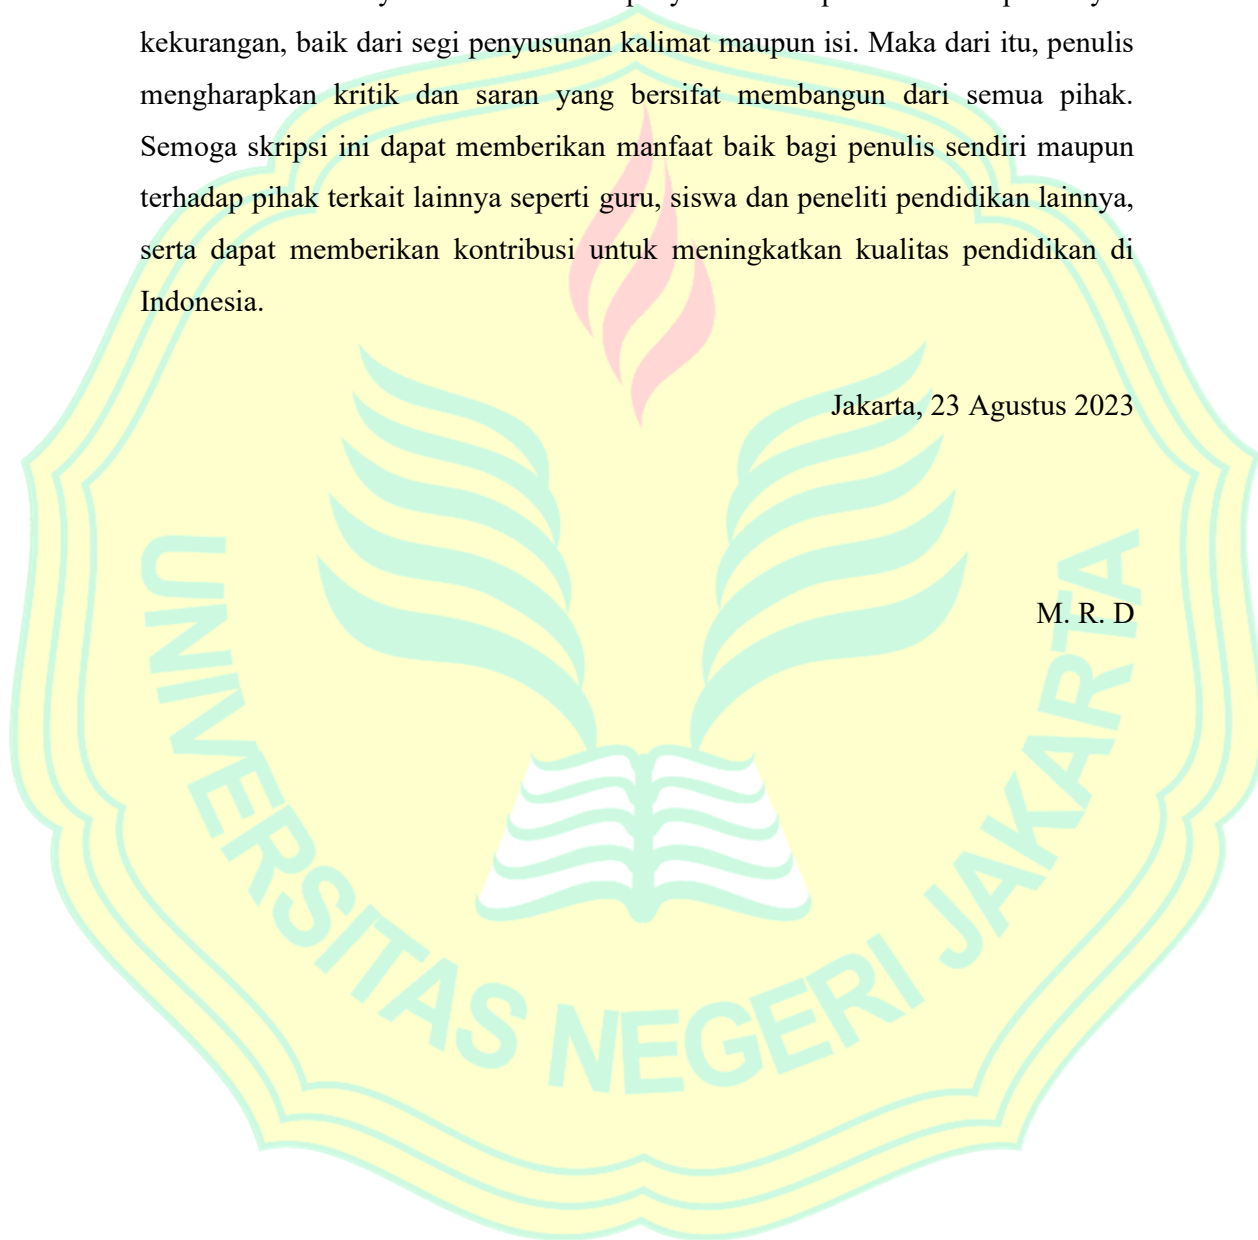 kekurangan, baik dari segi penyusunan kalimat maupun isi. Maka dari itu, penulis
mengharapkan kritik dan saran yang bersifat membangun dari semua pihak.
Semoga skripsi ini dapat memberikan manfaat baik bagi penulis sendiri maupun
terhadap pihak terkait lainnya seperti guru, siswa dan peneliti pendidikan lainnya,
serta dapat memberikan kontribusi untuk meningkatkan kualitas pendidikan di
Indonesia.
Jakarta, 23 Agustus 2023
M. R. D
UNIVERSITAS NEGERI JAKARTA